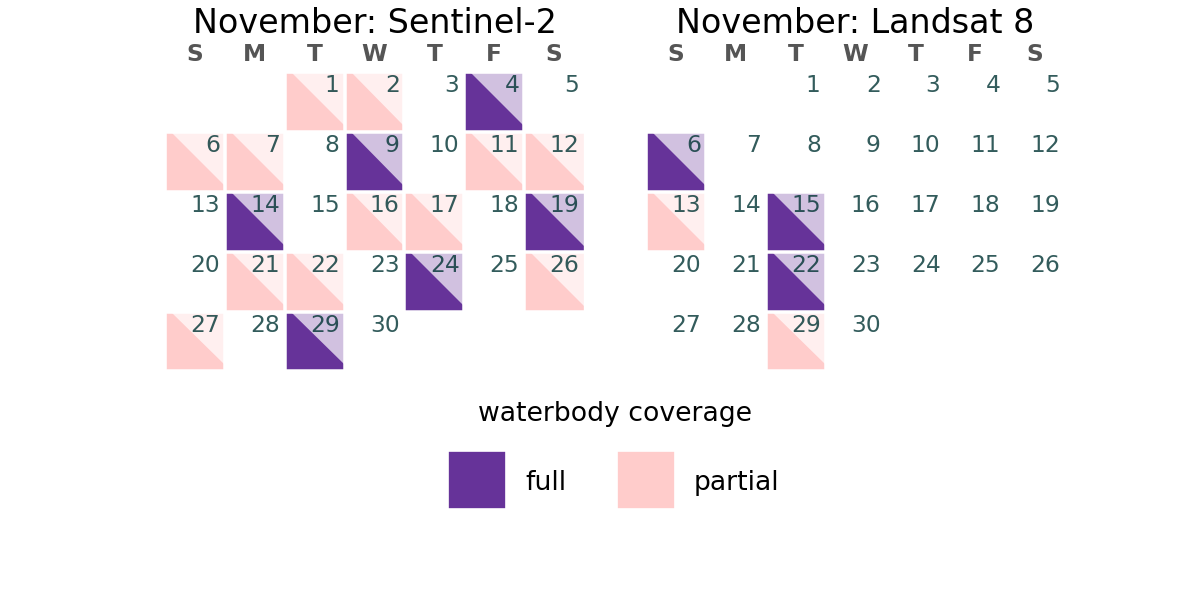 November: Sentinel-2
S M T W T F S
1 2 3 4 5
6 7 8 9 10 11 12
13 14 15 16 17 18 19
20 21 22 23 24 25 26
27 28 29 30
November: Landsat 8
S M T W T F S
1 2 3 4 5
6 7 8 9 10 11 12
13 14 15 16 17 18 19
20 21 22 23 24 25 26
27 28 29 30
waterbody coverage
full partial